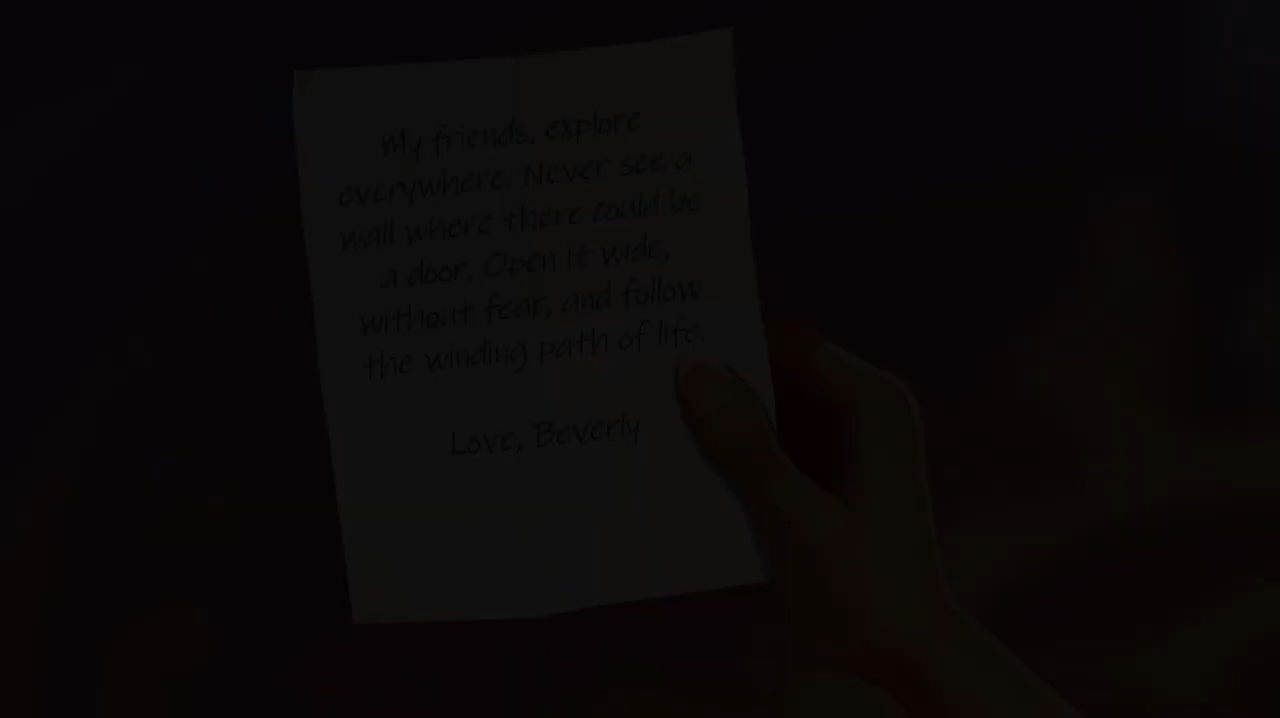 My friends, explore
everywhere. Never see a
wall where there could be
a door. Open it wide,
without fear, and follow
the winding path of life.
Love, Beverly